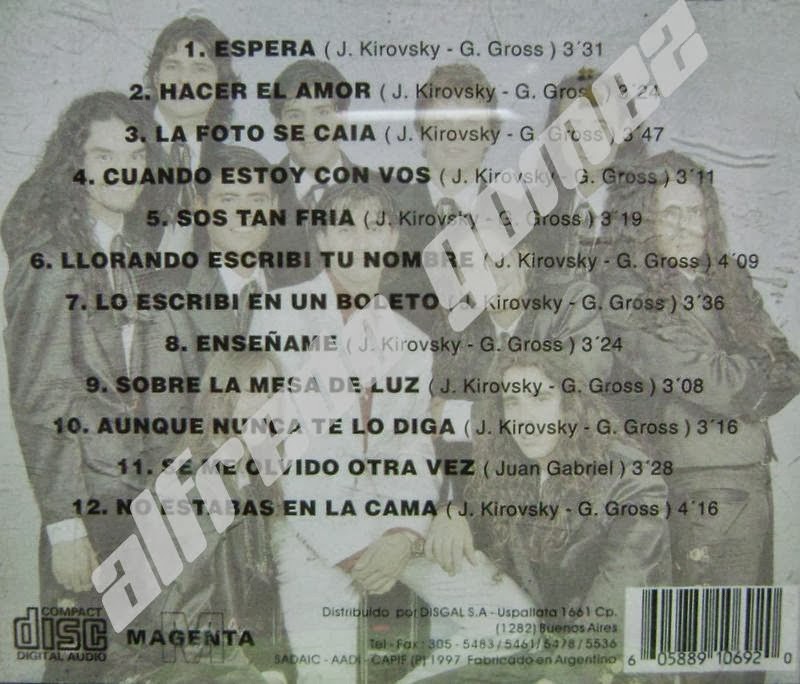 1. ESPERA ( J. Kirovsky - G. Gross ) 3´31
2. HACER EL AMOR ( J. Kirovsky - G. Gross ) 3´24
3. LA FOTO SE CAIA ( J. Kirovsky - G. Gross ) 3´47
4. CUANDO ESTOY CON VOS ( J. Kirovsky - G. Gross ) 3´11
5. SOS TAN FRIA ( J. Kirovsky - G. Gross ) 3´19
6. LLORANDO ESCRIBI TU NOMBRE ( J. Kirovsky - G. Gross ) 4´09
7. LO ESCRIBI EN UN BOLETO ( J. Kirovsky - G. Gross ) 3´36
8. ENSEÑAME ( J. Kirovsky - G. Gross ) 3´24
9. SOBRE LA MESA DE LUZ ( J. Kirovsky - G. Gross ) 3´08
10. AUNQUE NUNCA TE LO DIGA ( J. Kirovsky - G. Gross ) 3´16
11. SE ME OLVIDO OTRA VEZ ( Juan Gabriel ) 3´28
12. NO ESTABAS EN LA CAMA ( J. Kirovsky - G. Gross ) 4´16
alfredo gomez
COMPACT
disc
DIGITAL AUDIO
M
MAGENTA
Distribuido por DISGAL S.A - Uspallata 1661 Cp.
(1282) Buenos Aires
Tel - Fax : 305 - 5483 / 5461 / 5478 / 5536
SADAIC - AADI - CAPIF (P) 1997 Fabricado en Argentina
6 05889 10692 0